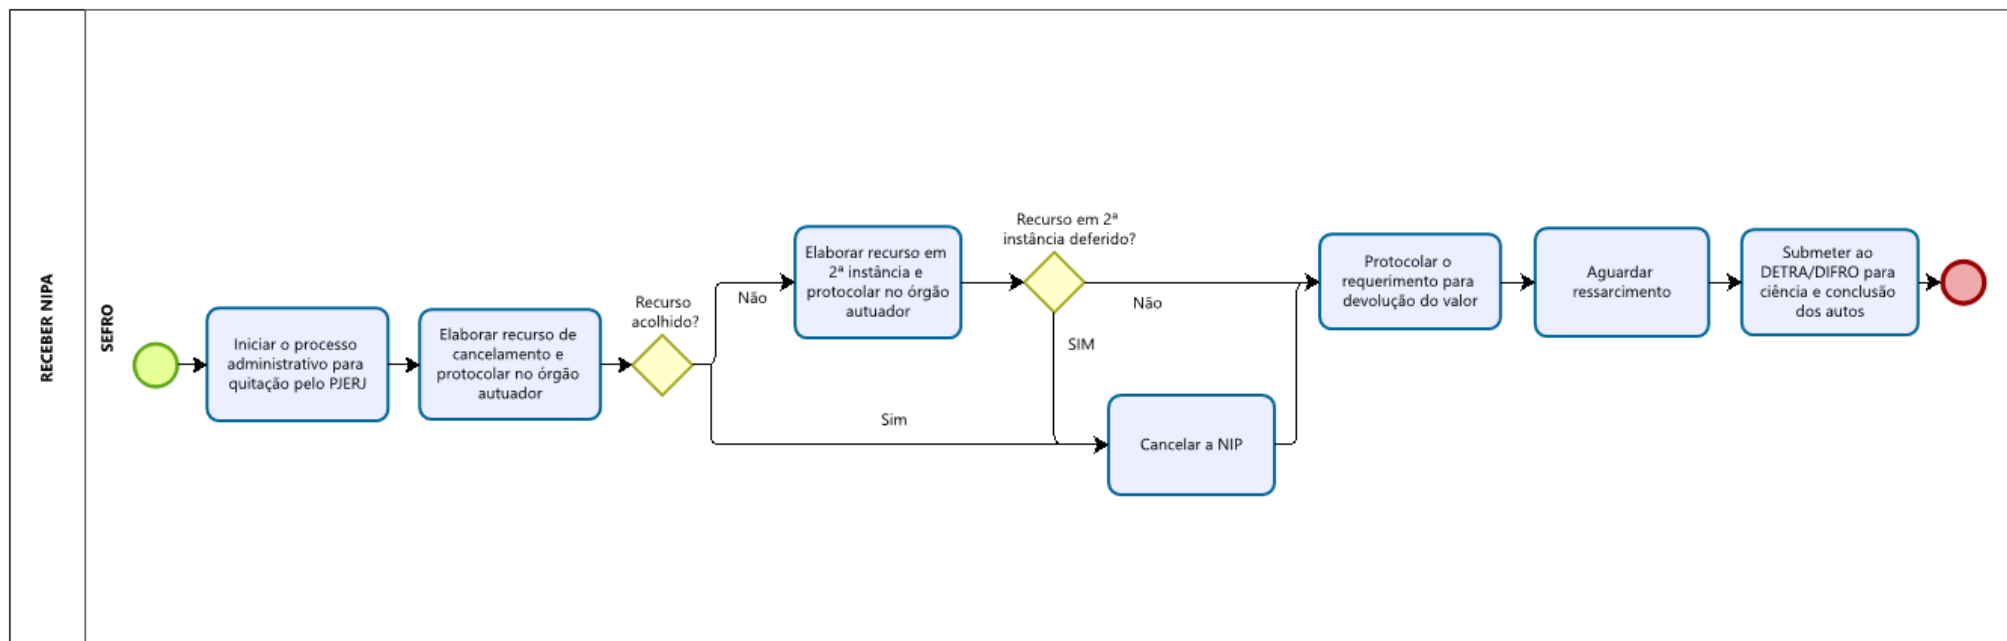 RECEBER NIPA
SEFRO
Iniciar o processo
administrativo para
quitação pelo PJERJ
Elaborar recurso de
cancelamento e
protocolar no órgão
autuador
Recurso
acolhido?
Não
Sim
Elaborar recurso em
2ª instância e
protocolar no órgão
autuador
Recurso em 2ª
instância deferido?
Não
SIM
Cancelar a NIP
Protocolar o
requerimento para
devolução do valor
Aguardar
ressarcimento
Submeter ao
DETRA/DIFRO para
ciência e conclusão
dos autos